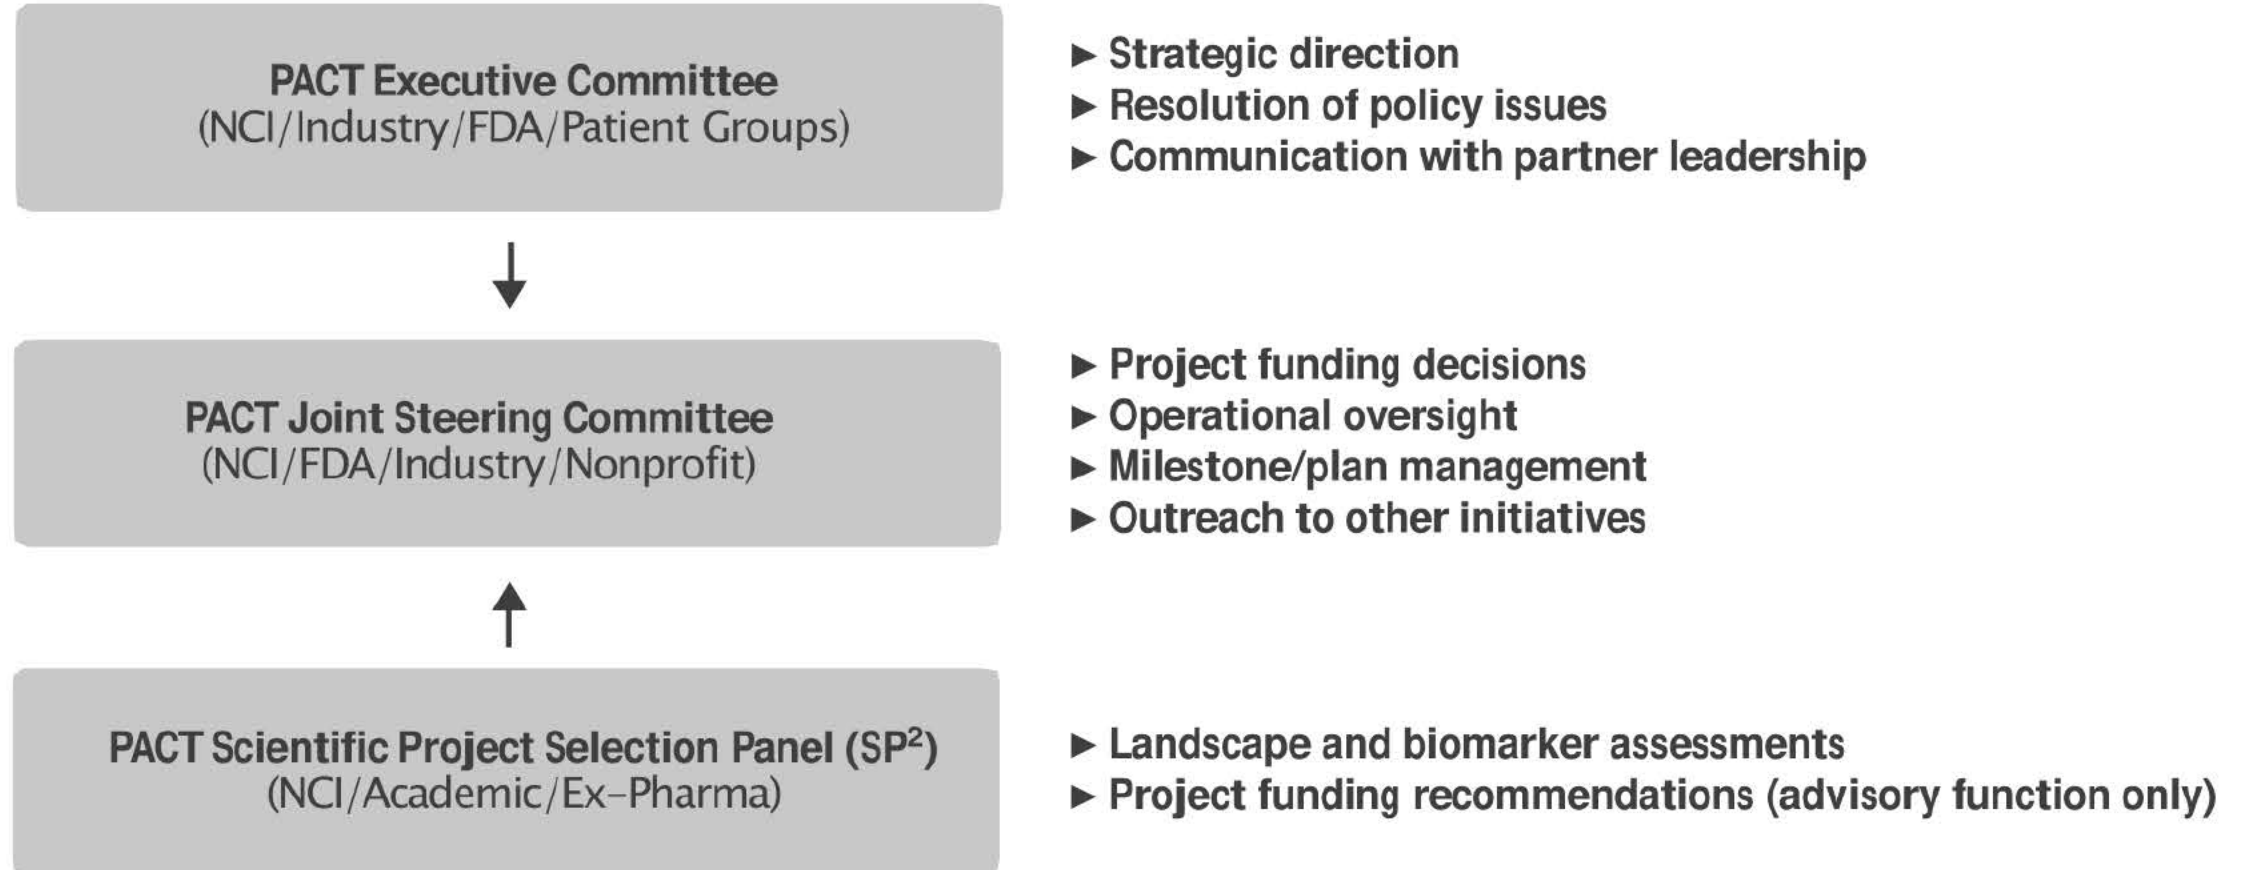 PACT Executive Committee
(NCI/Industry/FDA/Patient Groups)
► Strategic direction
► Resolution of policy issues
► Communication with partner leadership
PACT Joint Steering Committee
(NCI/FDA/Industry/Nonprofit)
► Project funding decisions
► Operational oversight
► Milestone/plan management
► Outreach to other initiatives
PACT Scientific Project Selection Panel (SP²)
(NCI/Academic/Ex–Pharma)
► Landscape and biomarker assessments
► Project funding recommendations (advisory function only)